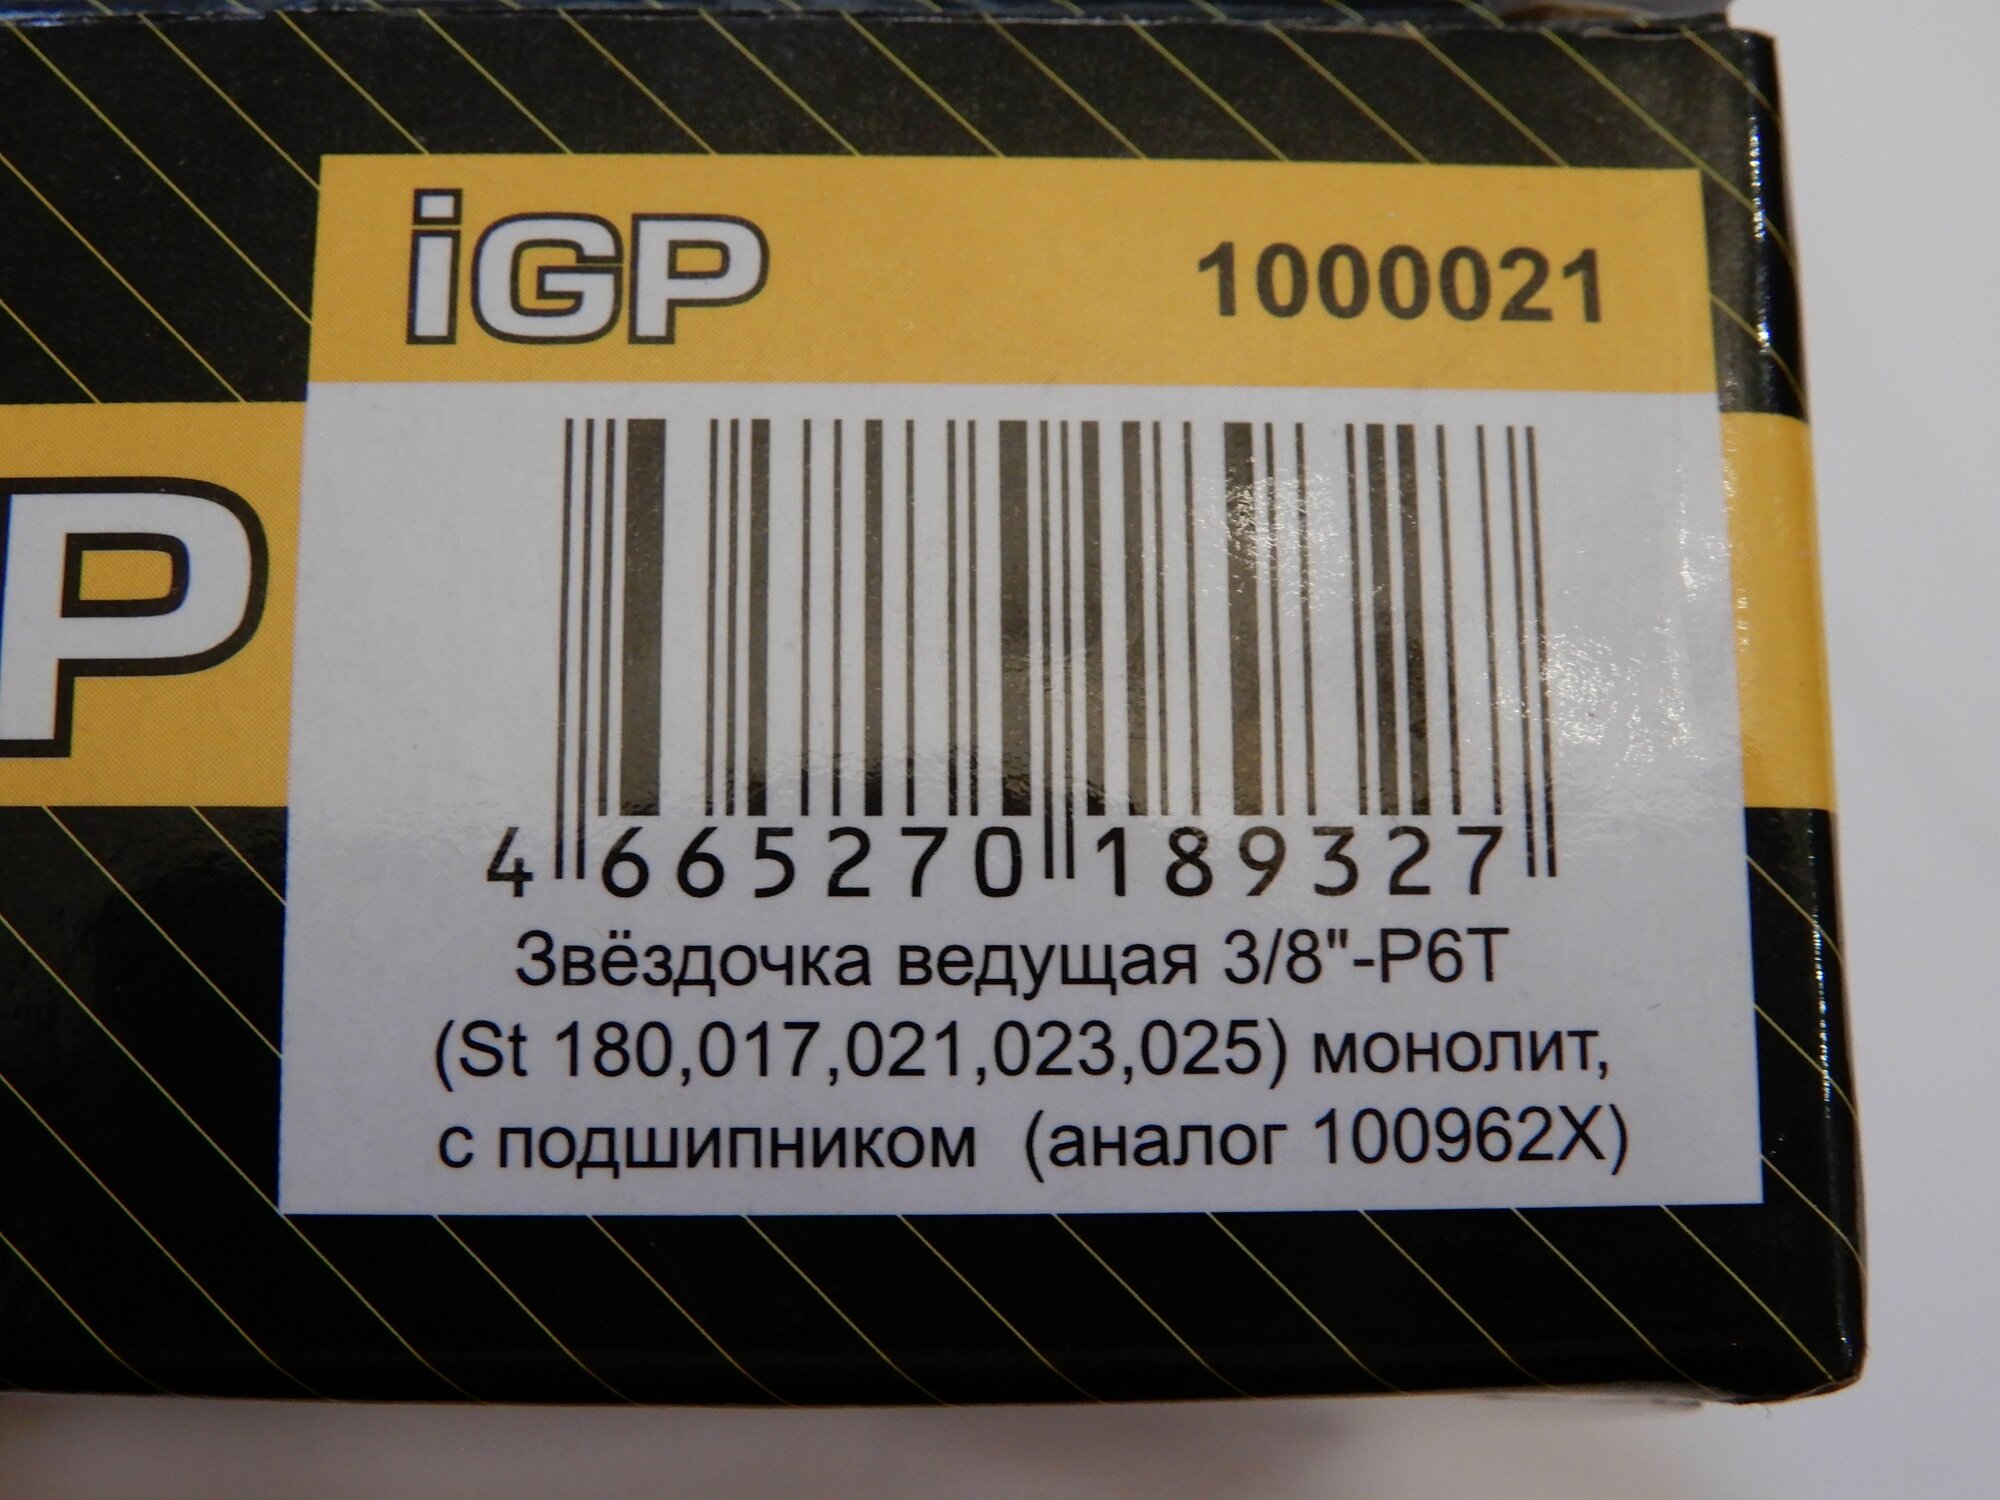 iGP 1000021
P
4 665270 189327
Звёздочка ведущая 3/8"-P6T
(St 180,017,021,023,025) монолит,
с подшипником (аналог 100962X)